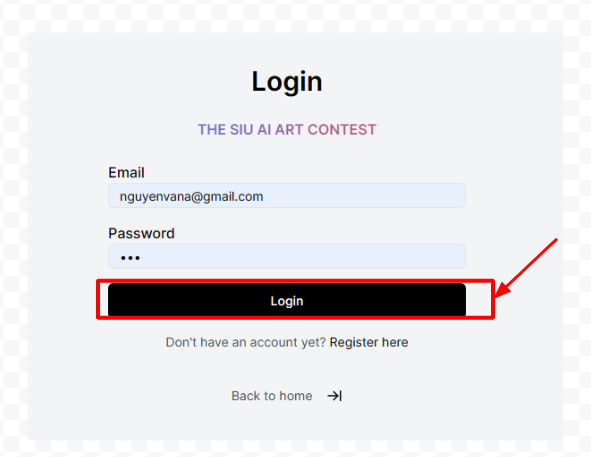 Login
THE SIU AI ART CONTEST
Email
nguyenvana@gmail.com
Password
•••
Login
Don't have an account yet? Register here
Back to home